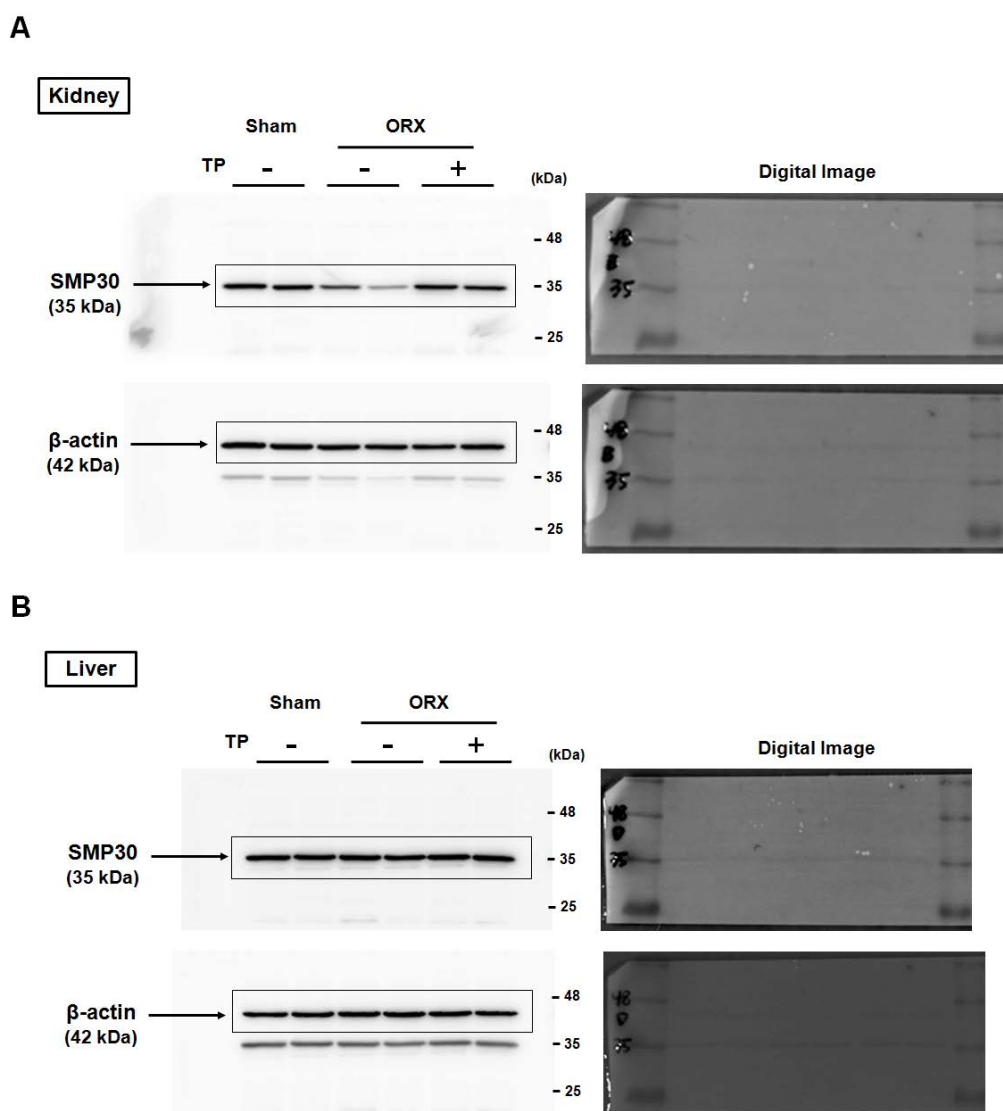 A
Kidney
Sham ORX
TP - - +
(kDa)
Digital Image
- 48
SMP30
(35 kDa)
- 35
- 25
48
B
35
β-actin
(42 kDa)
- 48
- 35
- 25
48
B
35
B
Liver
Sham ORX
TP - - +
(kDa)
Digital Image
- 48
SMP30
(35 kDa)
- 35
- 25
48
35
β-actin
(42 kDa)
- 48
- 35
- 25
48
35